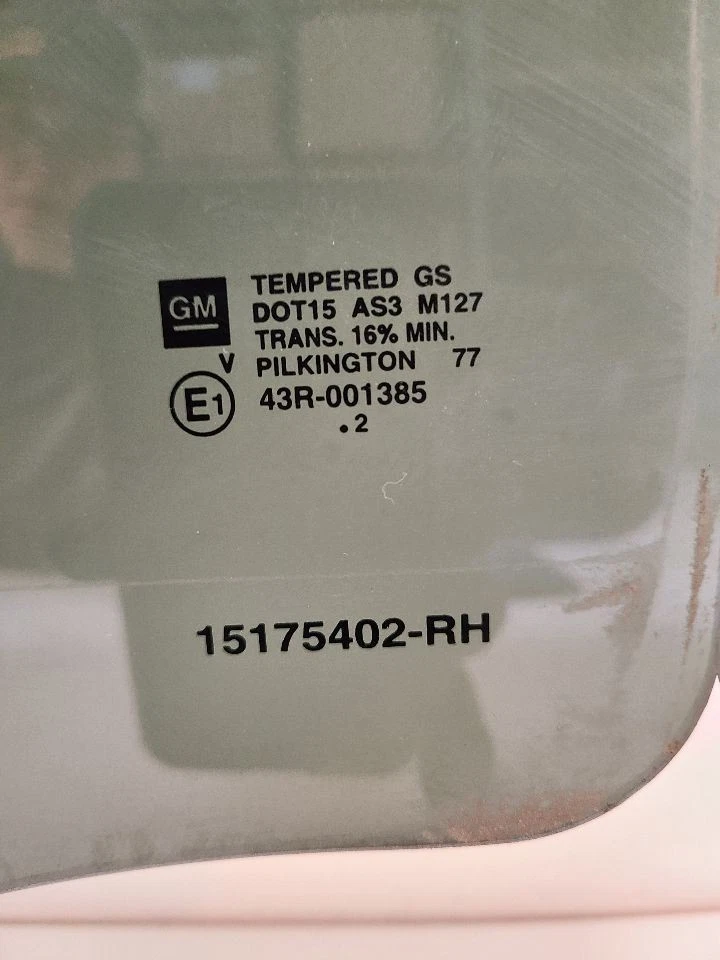 GM
TEMPERED GS
DOT15 AS3 M127
TRANS. 16% MIN.
V PILKINGTON 77
E1 43R-001385
.2
15175402-RH